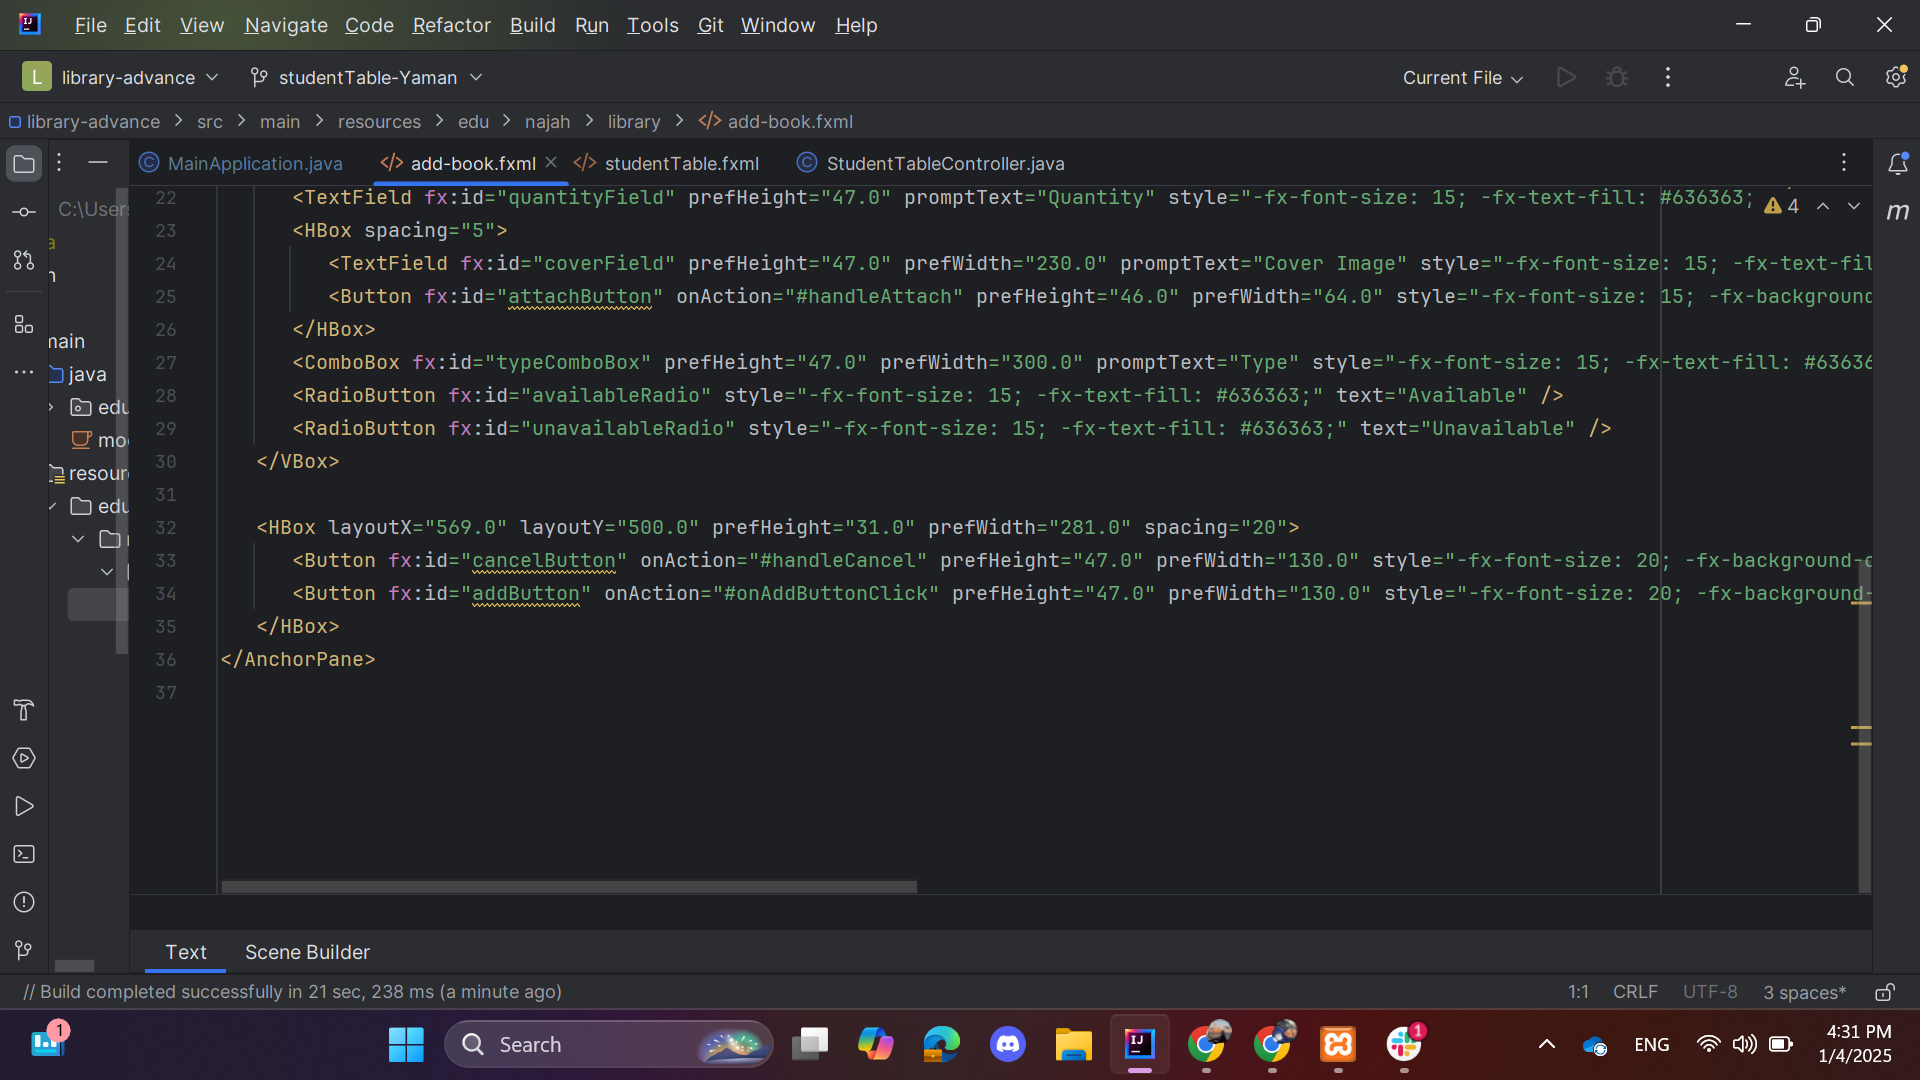 File Edit View Navigate Code Refactor Build Run Tools Git Window Help
L library-advance studentTable-Yaman Current File
library-advance > src > main > resources > edu > najah > library > </> add-book.fxml
MainApplication.java </> add-book.fxml </> studentTable.fxml StudentTableController.java
C:\Users
a
n
main
java
edu
mo
resour
edu
4
22 <TextField fx:id="quantityField" prefHeight="47.0" promptText="Quantity" style="-fx-font-size: 15; -fx-text-fill: #636363;
23 <HBox spacing="5">
24 <TextField fx:id="coverField" prefHeight="47.0" prefWidth="230.0" promptText="Cover Image" style="-fx-font-size: 15; -fx-text-fil
25 <Button fx:id="attachButton" onAction="#handleAttach" prefHeight="46.0" prefWidth="64.0" style="-fx-font-size: 15; -fx-background
26 </HBox>
27 <ComboBox fx:id="typeComboBox" prefHeight="47.0" prefWidth="300.0" promptText="Type" style="-fx-font-size: 15; -fx-text-fill: #63636
28 <RadioButton fx:id="availableRadio" style="-fx-font-size: 15; -fx-text-fill: #636363;" text="Available" />
29 <RadioButton fx:id="unavailableRadio" style="-fx-font-size: 15; -fx-text-fill: #636363;" text="Unavailable" />
30 </VBox>
31
32 <HBox layoutX="569.0" layoutY="500.0" prefHeight="31.0" prefWidth="281.0" spacing="20">
33 <Button fx:id="cancelButton" onAction="#handleCancel" prefHeight="47.0" prefWidth="130.0" style="-fx-font-size: 20; -fx-background-c
34 <Button fx:id="addButton" onAction="#onAddButtonClick" prefHeight="47.0" prefWidth="130.0" style="-fx-font-size: 20; -fx-background-
35 </HBox>
36 </AnchorPane>
37
m
Text Scene Builder
// Build completed successfully in 21 sec, 238 ms (a minute ago) 1:1 CRLF UTF-8 3 spaces*
1 Search 1 ENG 4:31 PM
1/4/2025